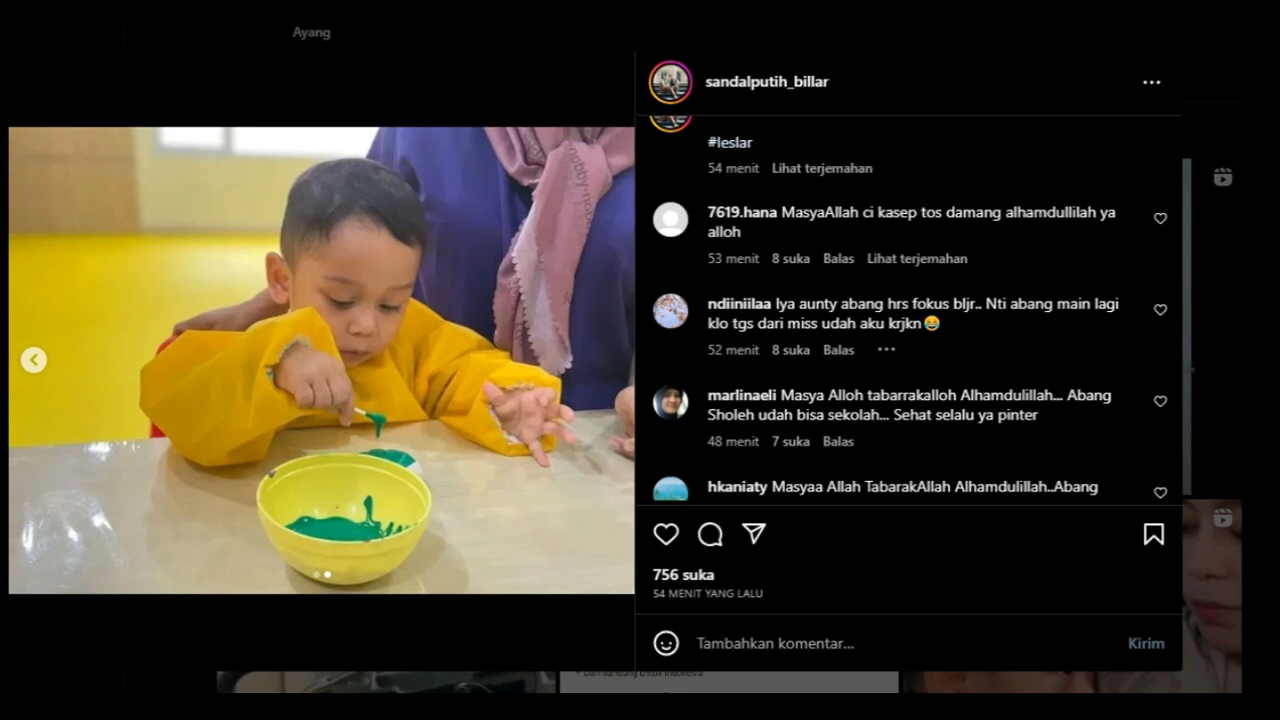 Ayang
sandalputih_billar
#leslar
54 menit Lihat terjemahan
7619.hana MasyaAllah ci kasep tos damang alhamdullilah ya
alloh
53 menit 8 suka Balas Lihat terjemahan
ndiiniilaa Iya aunty abang hrs fokus bljr.. Nti abang main lagi
klo tgs dari miss udah aku krjkn😂
52 menit 8 suka Balas
marlinaeli Masya Alloh tabarrakalloh Alhamdulillah... Abang
Sholeh udah bisa sekolah... Sehat selalu ya pinter
48 menit 7 suka Balas
hkaniaty Masyaa Allah TabarakAllah Alhamdulillah..Abang
756 suka
54 MENIT YANG LALU
Tambahkan komentar...
Kirim
Dari Bandung untuk Indonesia